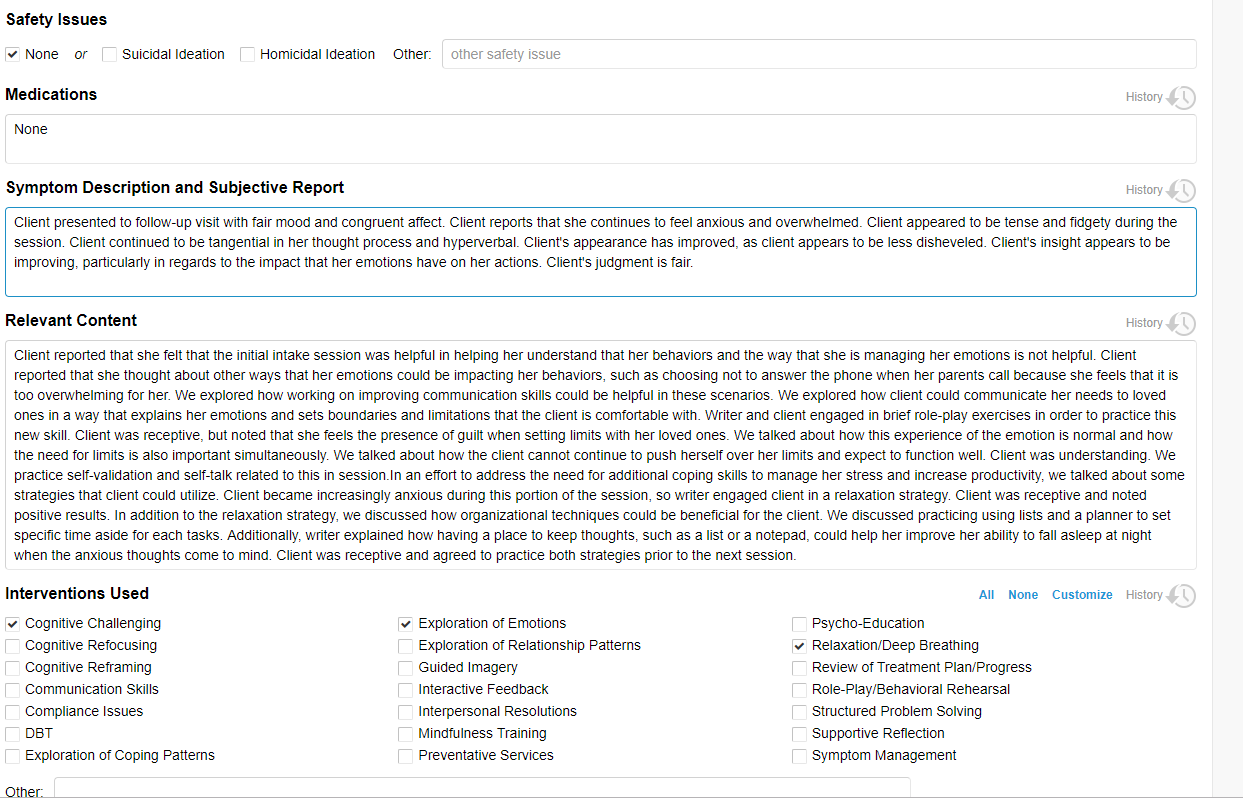 Safety Issues
None or Suicidal Ideation Homicidal Ideation Other: other safety issue
Medications History
None
Symptom Description and Subjective Report History
Client presented to follow-up visit with fair mood and congruent affect. Client reports that she continues to feel anxious and overwhelmed. Client appeared to be tense and fidgety during the
session. Client continued to be tangential in her thought process and hyperverbal. Client's appearance has improved, as client appears to be less disheveled. Client's insight appears to be
improving, particularly in regards to the impact that her emotions have on her actions. Client's judgment is fair.
Relevant Content History
Client reported that she felt that the initial intake session was helpful in helping her understand that her behaviors and the way that she is managing her emotions is not helpful. Client
reported that she thought about other ways that her emotions could be impacting her behaviors, such as choosing not to answer the phone when her parents call because she feels that it is
too overwhelming for her. We explored how working on improving communication skills could be helpful in these scenarios. We explored how client could communicate her needs to loved
ones in a way that explains her emotions and sets boundaries and limitations that the client is comfortable with. Writer and client engaged in brief role-play exercises in order to practice this
new skill. Client was receptive, but noted that she feels the presence of guilt when setting limits with her loved ones. We talked about how this experience of the emotion is normal and how
the need for limits is also important simultaneously. We talked about how the client cannot continue to push herself over her limits and expect to function well. Client was understanding. We
practice self-validation and self-talk related to this in session.In an effort to address the need for additional coping skills to manage her stress and increase productivity, we talked about some
strategies that client could utilize. Client became increasingly anxious during this portion of the session, so writer engaged client in a relaxation strategy. Client was receptive and noted
positive results. In addition to the relaxation strategy, we discussed how organizational techniques could be beneficial for the client. We discussed practicing using lists and a planner to set
specific time aside for each tasks. Additionally, writer explained how having a place to keep thoughts, such as a list or a notepad, could help her improve her ability to fall asleep at night
when the anxious thoughts come to mind. Client was receptive and agreed to practice both strategies prior to the next session.
Interventions Used All None Customize History
Cognitive Challenging Exploration of Emotions Psycho-Education
Cognitive Refocusing Exploration of Relationship Patterns Relaxation/Deep Breathing
Cognitive Reframing Guided Imagery Review of Treatment Plan/Progress
Communication Skills Interactive Feedback Role-Play/Behavioral Rehearsal
Compliance Issues Interpersonal Resolutions Structured Problem Solving
DBT Mindfulness Training Supportive Reflection
Exploration of Coping Patterns Preventative Services Symptom Management
Other: